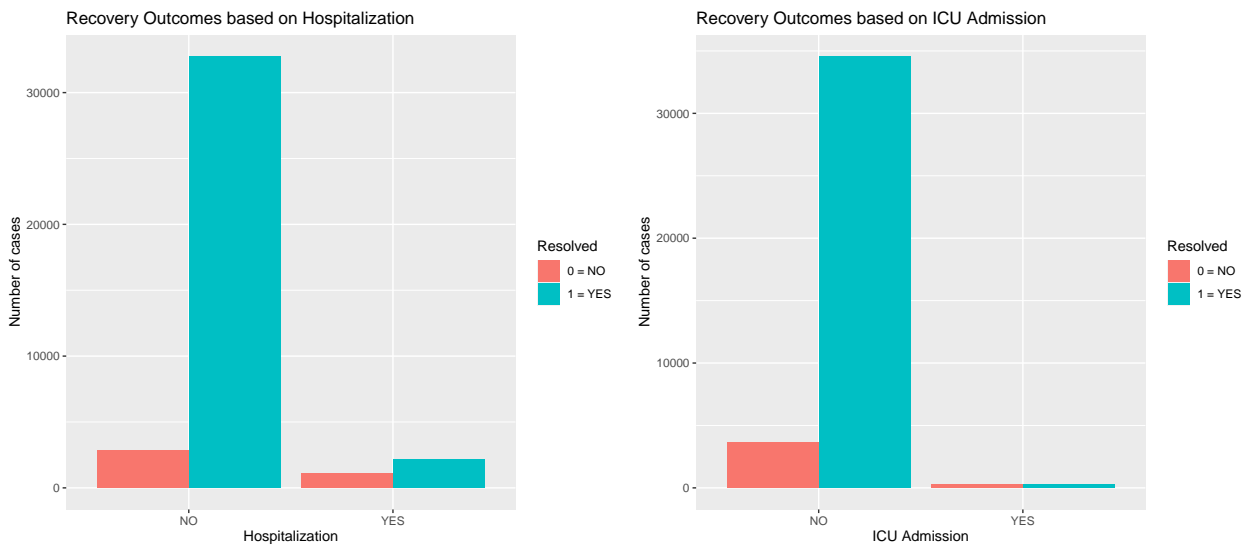 Recovery Outcomes based on Hospitalization
Number of cases
30000
20000
10000
0
NO
YES
Hospitalization
Resolved
0 = NO
1 = YES
Recovery Outcomes based on ICU Admission
Number of cases
30000
20000
10000
0
NO
YES
ICU Admission
Resolved
0 = NO
1 = YES